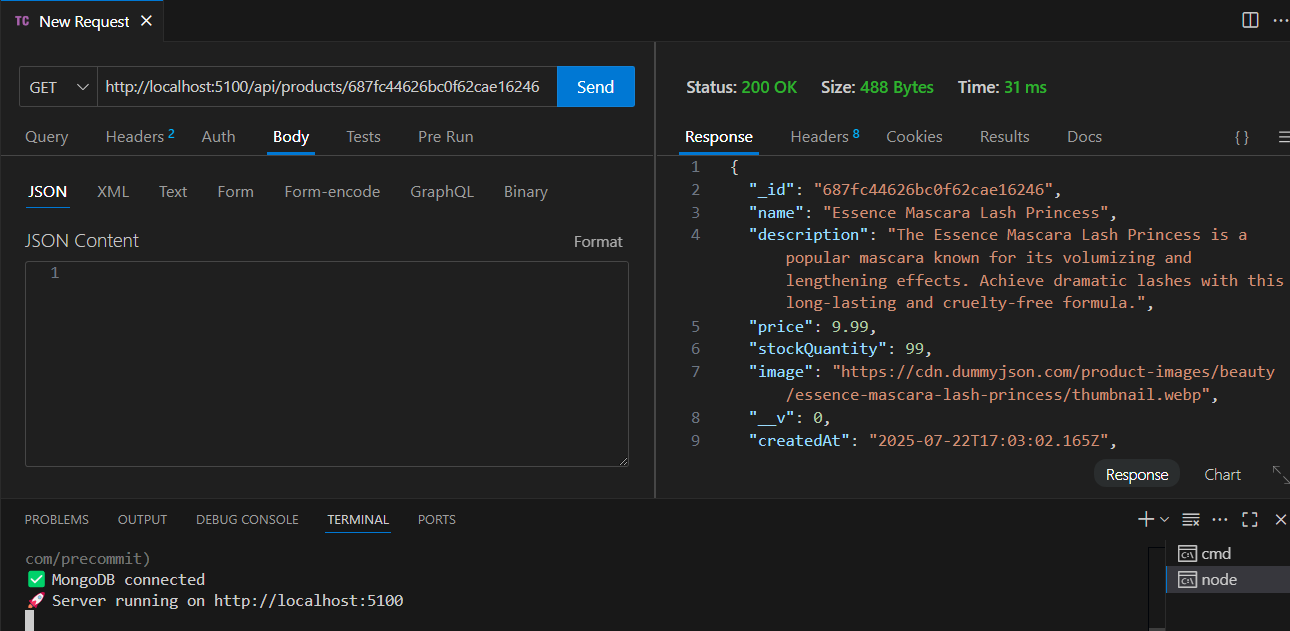 TC New Request
GET http://localhost:5100/api/products/687fc44626bc0f62cae16246 Send
Query Headers 2 Auth Body Tests Pre Run
JSON XML Text Form Form-encode GraphQL Binary
JSON Content Format
1
Status: 200 OK Size: 488 Bytes Time: 31 ms
Response Headers 8 Cookies Results Docs { }
1 {
2 "_id": "687fc44626bc0f62cae16246",
3 "name": "Essence Mascara Lash Princess",
4 "description": "The Essence Mascara Lash Princess is a
popular mascara known for its volumizing and
lengthening effects. Achieve dramatic lashes with this
long-lasting and cruelty-free formula.",
5 "price": 9.99,
6 "stockQuantity": 99,
7 "image": "https://cdn.dummyjson.com/product-images/beauty
/essence-mascara-lash-princess/thumbnail.webp",
8 "__v": 0,
9 "createdAt": "2025-07-22T17:03:02.165Z",
Response Chart
PROBLEMS OUTPUT DEBUG CONSOLE TERMINAL PORTS
com/precommit)
✅ MongoDB connected
🚀 Server running on http://localhost:5100
cmd
node